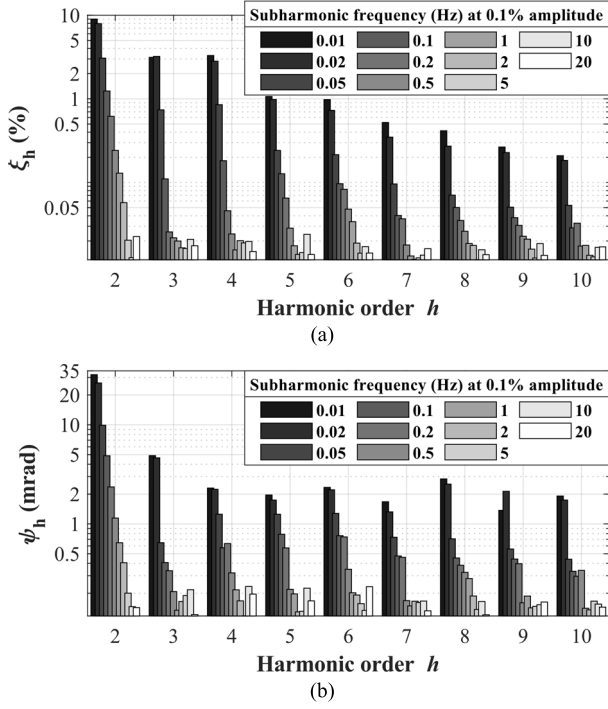 10
5
2
1
0.5
0.05
ξh (%)
Subharmonic frequency (Hz) at 0.1% amplitude
0.01 0.1 1 10
0.02 0.2 2 20
0.05 0.5 5
2 3 4 5 6 7 8 9 10
Harmonic order h
(a)
35
20
10
5
2
1
0.5
ψh (mrad)
Subharmonic frequency (Hz) at 0.1% amplitude
0.01 0.1 1 10
0.02 0.2 2 20
0.05 0.5 5
2 3 4 5 6 7 8 9 10
Harmonic order h
(b)